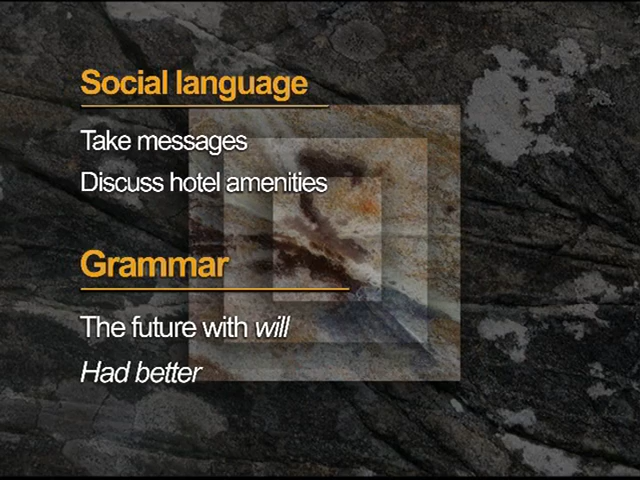 Social language
Take messages
Discuss hotel amenities
Grammar
The future with will
Had better